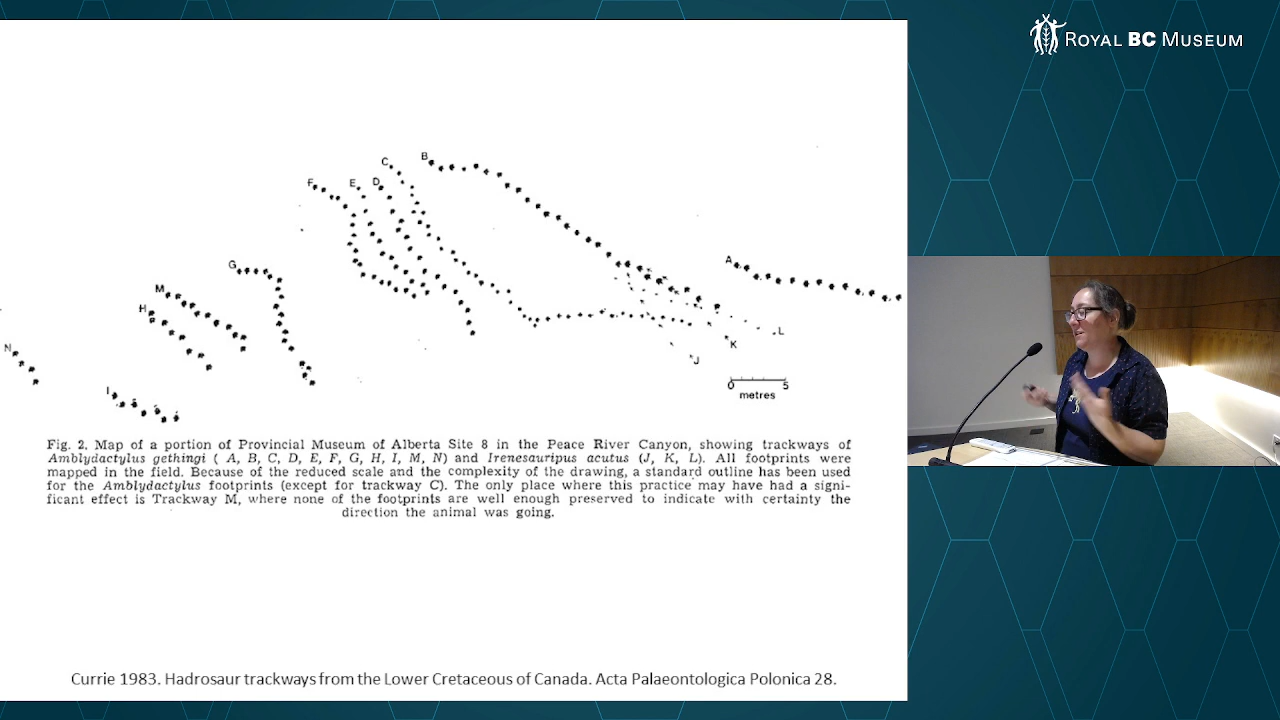 ROYAL BC MUSEUM
B
C
F
E
D
A
G
M
H
L
K
N
J
0 5
metres
I
Fig. 2. Map of a portion of Provincial Museum of Alberta Site 8 in the Peace River Canyon, showing trackways of
Amblydactylus gethingi ( A, B, C, D, E, F, G, H, I, M, N) and Irenesauripus acutus (J, K, L). All footprints were
mapped in the field. Because of the reduced scale and the complexity of the drawing, a standard outline has been used
for the Amblydactylus footprints (except for trackway C). The only place where this practice may have had a signi-
ficant effect is Trackway M, where none of the footprints are well enough preserved to indicate with certainty the
direction the animal was going.
Currie 1983. Hadrosaur trackways from the Lower Cretaceous of Canada. Acta Palaeontologica Polonica 28.